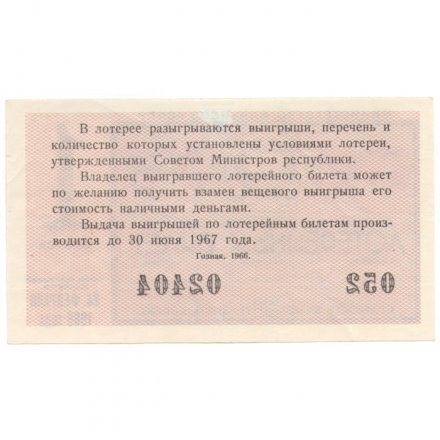 В лотерее разыгрываются выигрыши, перечень и
количество которых установлены условиями лотереи,
утвержденными Советом Министров республики.
Владелец выигравшего лотерейного билета может
по желанию получить взамен вещевого выигрыша его
стоимость наличными деньгами.
Выдача выигрышей по лотерейным билетам произ-
водится до 30 июня 1967 года.
Гознак. 1966.
02404 052